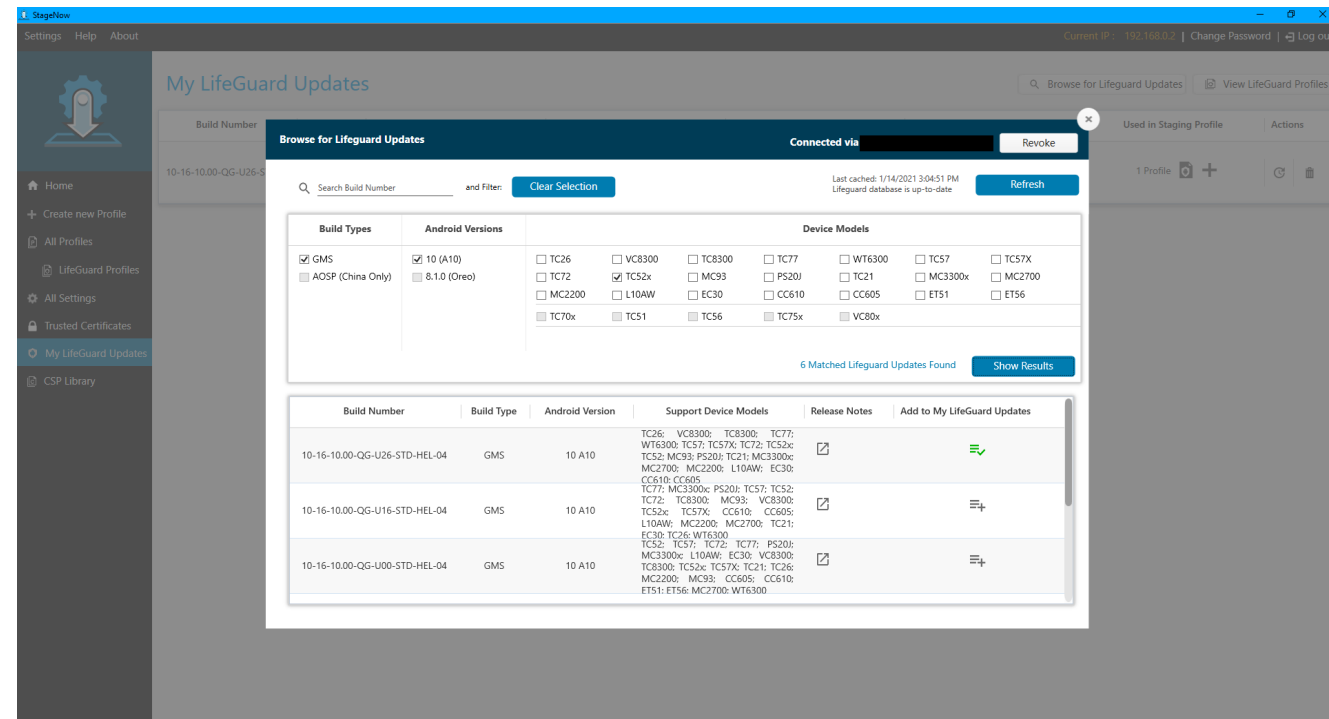 StageNow
Settings Help About
Current IP : 192.168.0.2 | Change Password | Log ou
My LifeGuard Updates
Browse for Lifeguard Updates
View LifeGuard Profiles
Build Number
Used in Staging Profile
Actions
10-16-10.00-QG-U26-S
1 Profile
Home
Create new Profile
All Profiles
LifeGuard Profiles
All Settings
Trusted Certificates
My LifeGuard Updates
CSP Library
Browse for Lifeguard Updates
Connected via
Revoke
Search Build Number
and Filter:
Clear Selection
Last cached: 1/14/2021 3:04:51 PM
Lifeguard database is up-to-date
Refresh
Build Types Android Versions Device Models
GMS 10 (A10) TC26 VC8300 TC8300 TC77 WT6300 TC57 TC57X
AOSP (China Only) 8.1.0 (Oreo) TC72 TC52x MC93 PS20J TC21 MC3300x MC2700
MC2200 L10AW EC30 CC610 CC605 ET51 ET56
TC70x TC51 TC56 TC75x VC80x
6 Matched Lifeguard Updates Found
Show Results
Build Number Build Type Android Version Support Device Models Release Notes Add to My LifeGuard Updates
10-16-10.00-QG-U26-STD-HEL-04 GMS 10 A10
TC26; VC8300; TC8300; TC77;
WT6300; TC57; TC57X; TC72; TC52x;
TC52; MC93; PS20J; TC21; MC3300x;
MC2700; MC2200; L10AW; EC30;
CC610; CC605
10-16-10.00-QG-U16-STD-HEL-04 GMS 10 A10
TC77; MC3300x; PS20J; TC57; TC52;
TC72; TC8300; MC93; VC8300;
TC52x; TC57X; CC610; CC605;
L10AW; MC2200; MC2700; TC21;
EC30; TC26; WT6300
10-16-10.00-QG-U00-STD-HEL-04 GMS 10 A10
TC52; TC57; TC72; TC77; PS20J;
MC3300x; L10AW; EC30; VC8300;
TC8300; TC52x; TC57X; TC21; TC26;
MC2200; MC93; CC605; CC610;
ET51; ET56; MC2700; WT6300